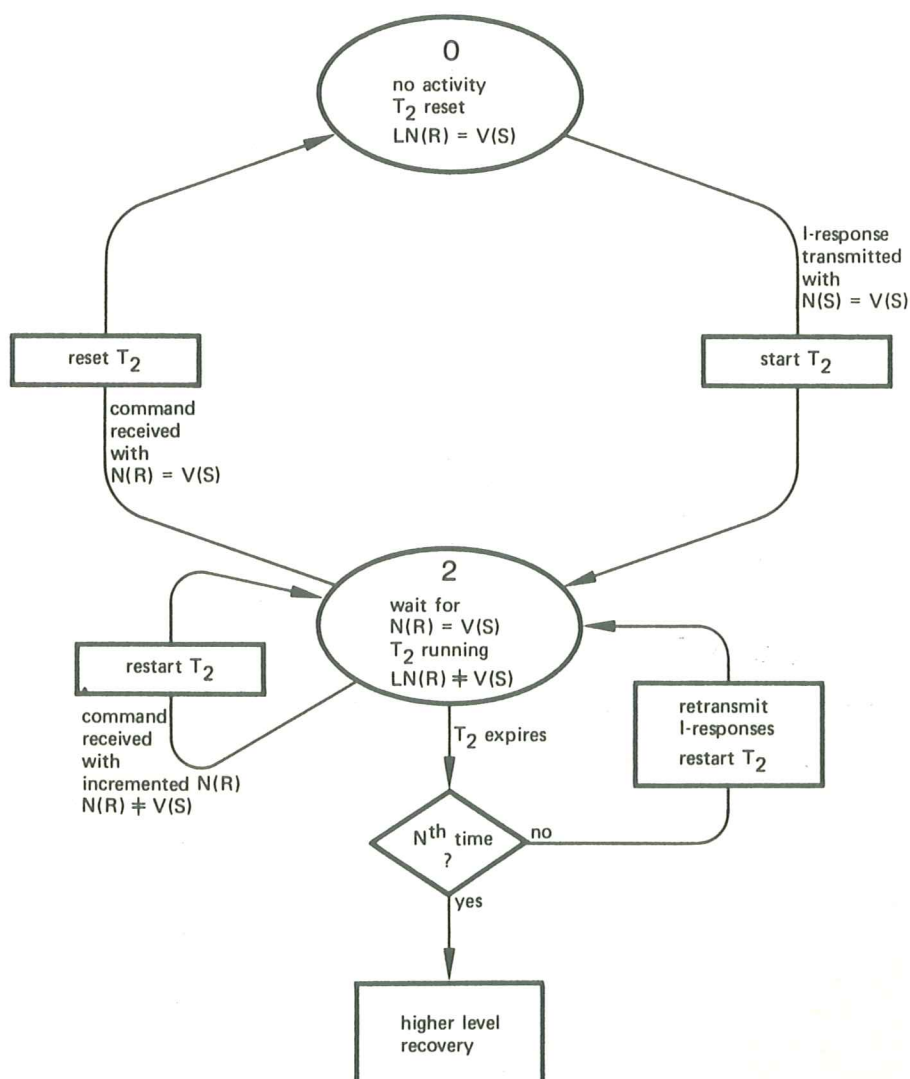 0
no activity
T2 reset
LN(R) = V(S)
I-response
transmitted
with
N(S) = V(S)
reset T2
start T2
command
received
with
N(R) = V(S)
2
wait for
N(R) = V(S)
T2 running
LN(R) ≠ V(S)
restart T2
command
received
with
incremented N(R)
N(R) ≠ V(S)
T2 expires
retransmit
I-responses
restart T2
Nth time
?
no
yes
higher level
recovery